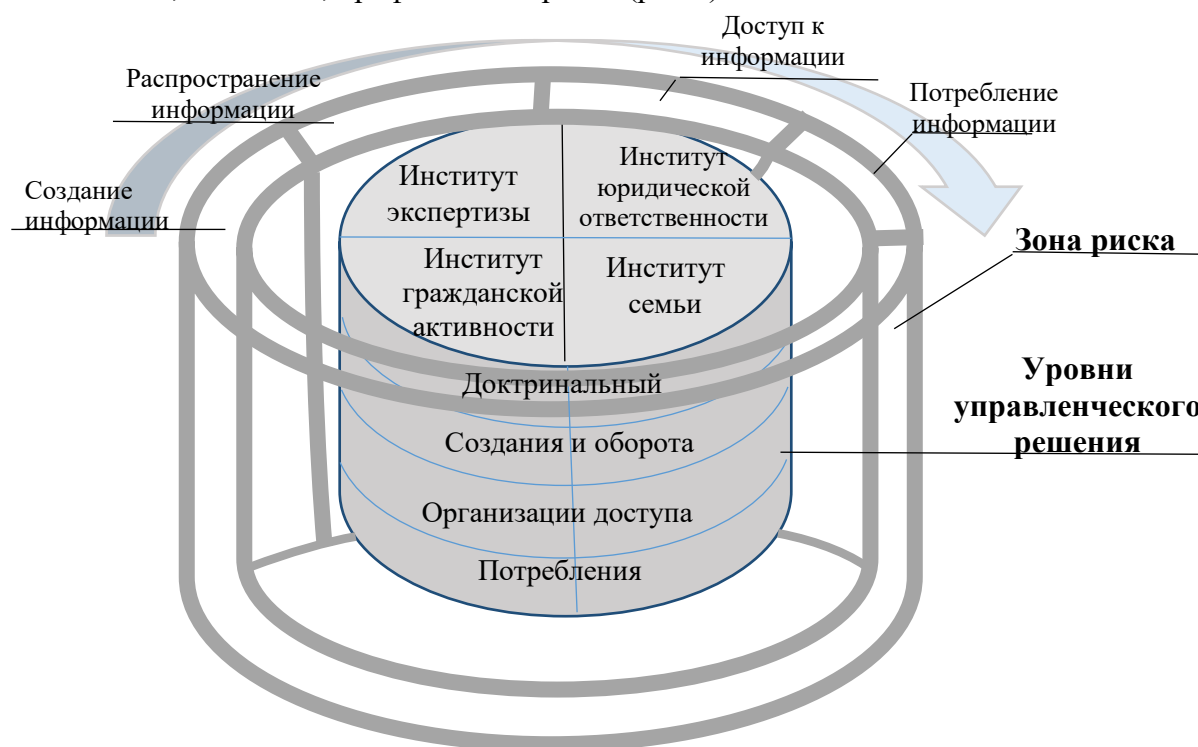 Доступ к
информации
Распространение
информации
Потребление
информации
Создание
информации
Институт
экспертизы
Институт
юридической
ответственности
Институт
гражданской
активности
Институт
семьи
Зона риска
Доктринальный
Создания и оборота
Организации доступа
Потребления
Уровни
управленческого
решения